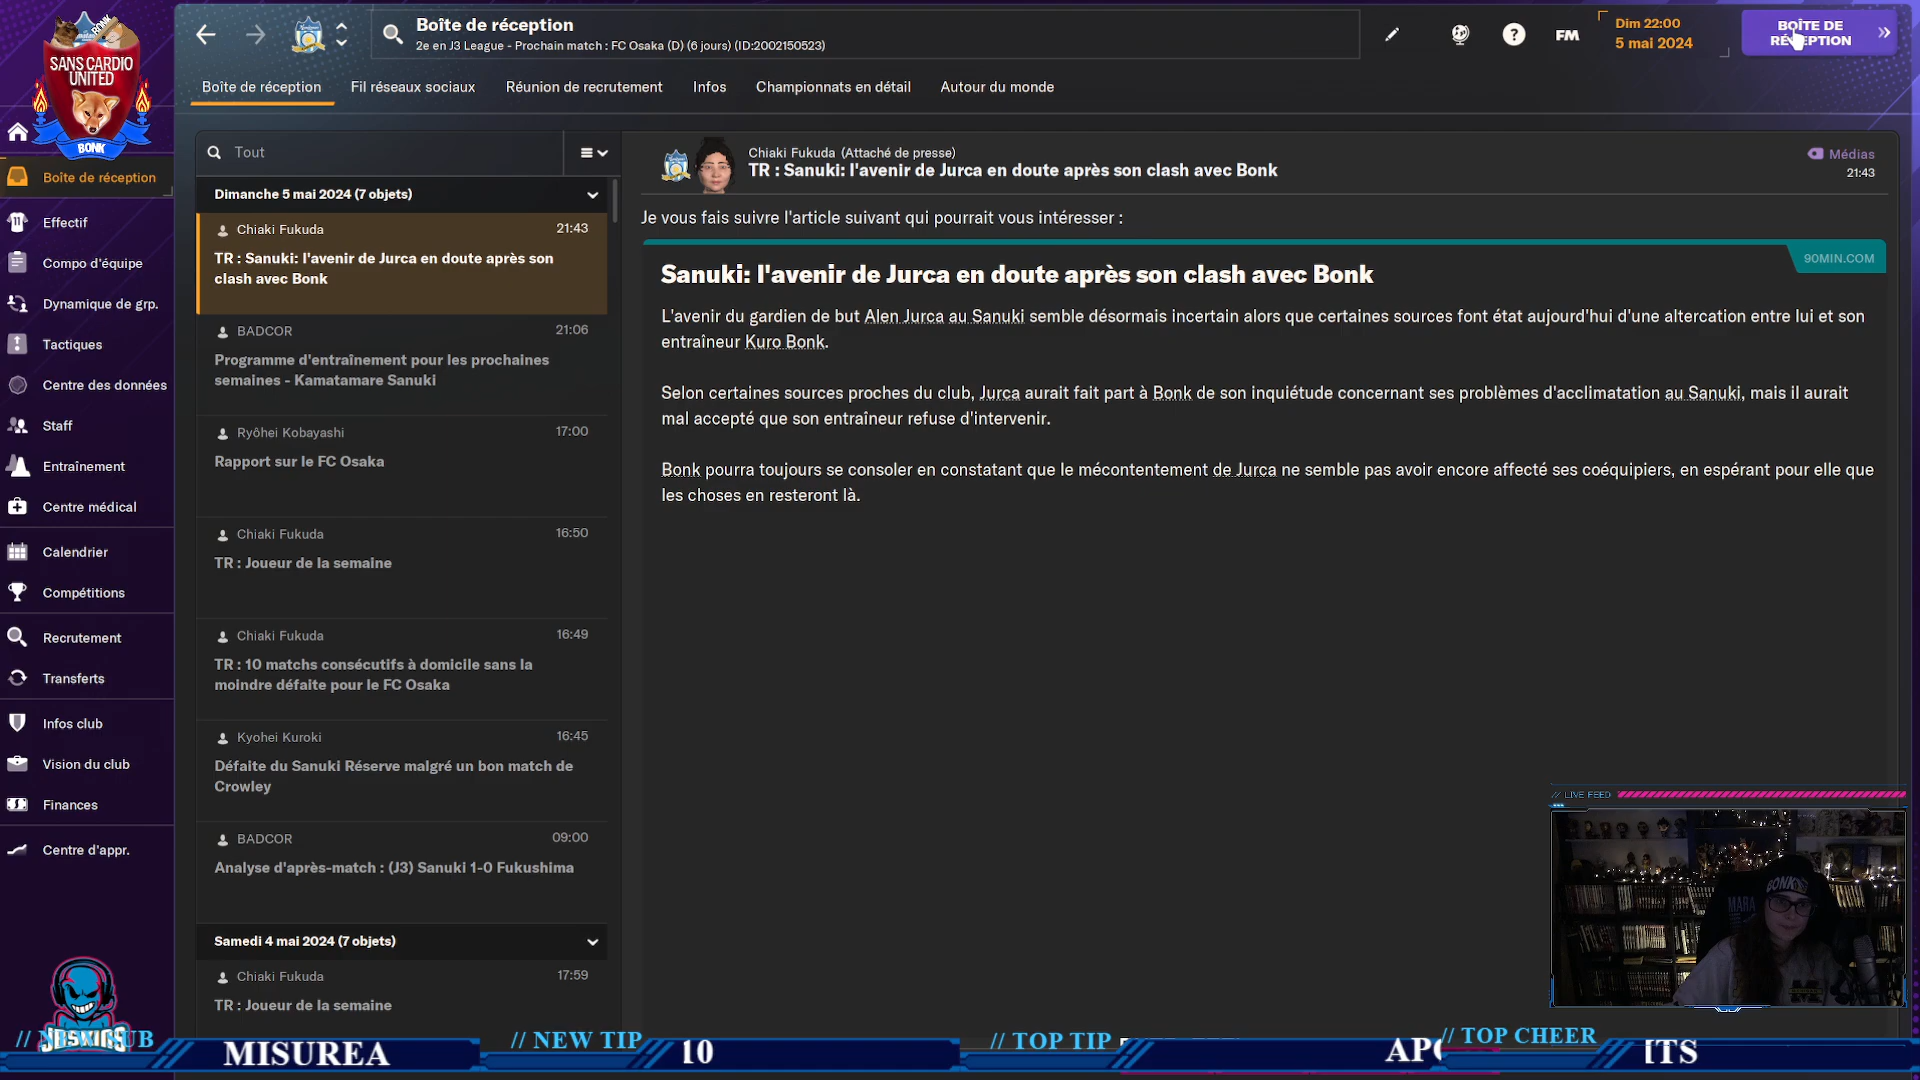 BONK
SANS CARDIO
UNITED
BONK
Boîte de réception
2e en J3 League - Prochain match : FC Osaka (D) (6 jours) (ID:2002150523)
FM
Dim 22:00
5 mai 2024
BOÎTE DE
RÉCEPTION
Boîte de réception
Fil réseaux sociaux
Réunion de recrutement
Infos
Championnats en détail
Autour du monde
Boîte de réception
Effectif
Compo d'équipe
Dynamique de grp.
Tactiques
Centre des données
Staff
Entraînement
Centre médical
Calendrier
Compétitions
Recrutement
Transferts
Infos club
Vision du club
Finances
Centre d'appr.
Tout
Dimanche 5 mai 2024 (7 objets)
Chiaki Fukuda 21:43
TR : Sanuki: l'avenir de Jurca en doute après son
clash avec Bonk
BADCOR 21:06
Programme d'entraînement pour les prochaines
semaines - Kamatamare Sanuki
Ryôhei Kobayashi 17:00
Rapport sur le FC Osaka
Chiaki Fukuda 16:50
TR : Joueur de la semaine
Chiaki Fukuda 16:49
TR : 10 matchs consécutifs à domicile sans la
moindre défaite pour le FC Osaka
Kyohei Kuroki 16:45
Défaite du Sanuki Réserve malgré un bon match de
Crowley
BADCOR 09:00
Analyse d'après-match : (J3) Sanuki 1-0 Fukushima
Samedi 4 mai 2024 (7 objets)
Chiaki Fukuda 17:59
TR : Joueur de la semaine
Chiaki Fukuda (Attaché de presse)
TR : Sanuki: l'avenir de Jurca en doute après son clash avec Bonk
Médias
21:43
Je vous fais suivre l'article suivant qui pourrait vous intéresser :
90MIN.COM
Sanuki: l'avenir de Jurca en doute après son clash avec Bonk
L'avenir du gardien de but Alen Jurca au Sanuki semble désormais incertain alors que certaines sources font état aujourd'hui d'une altercation entre lui et son
entraîneur Kuro Bonk.
Selon certaines sources proches du club, Jurca aurait fait part à Bonk de son inquiétude concernant ses problèmes d'acclimatation au Sanuki, mais il aurait
mal accepté que son entraîneur refuse d'intervenir.
Bonk pourra toujours se consoler en constatant que le mécontentement de Jurca ne semble pas avoir encore affecté ses coéquipiers, en espérant pour elle que
les choses en resteront là.
// LIVE FEED
BONK
MARA
// NEW SUB
MISUREA
// NEW TIP
10
// TOP TIP
// TOP CHEER